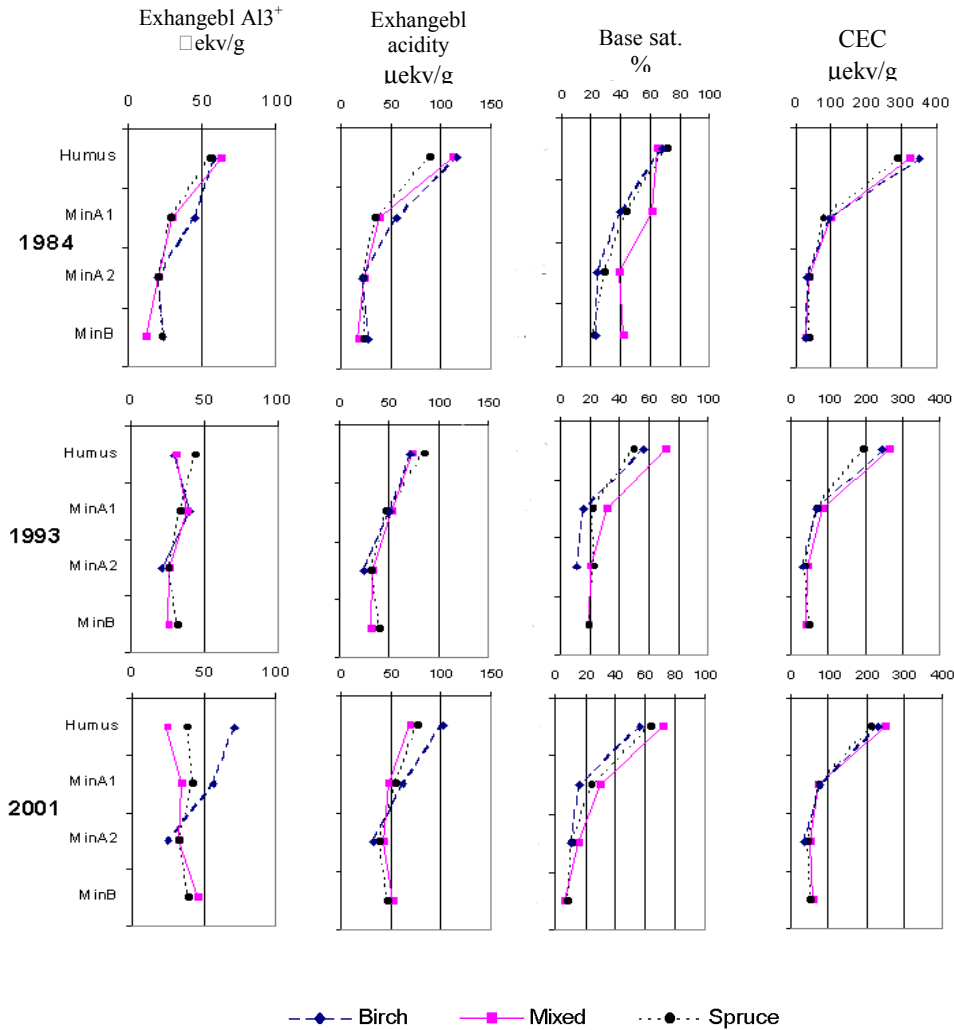 Exhangebl Al3+
□ekv/g
Exhangebl
acidity
µekv/g
Base sat.
%
CEC
µekv/g
0 50 100
0 50 100 150
0 20 40 60 80 100
0 100 200 300 400
Humus
MinA1
1984
MinA2
MinB
0 50 100
0 50 100 150
0 20 40 60 80 100
0 100 200 300 400
Humus
MinA1
1993
MinA2
MinB
0 50 100
0 50 100 150
0 20 40 60 80 100
0 100 200 300 400
Humus
MinA1
2001
MinA2
MinB
Birch Mixed Spruce